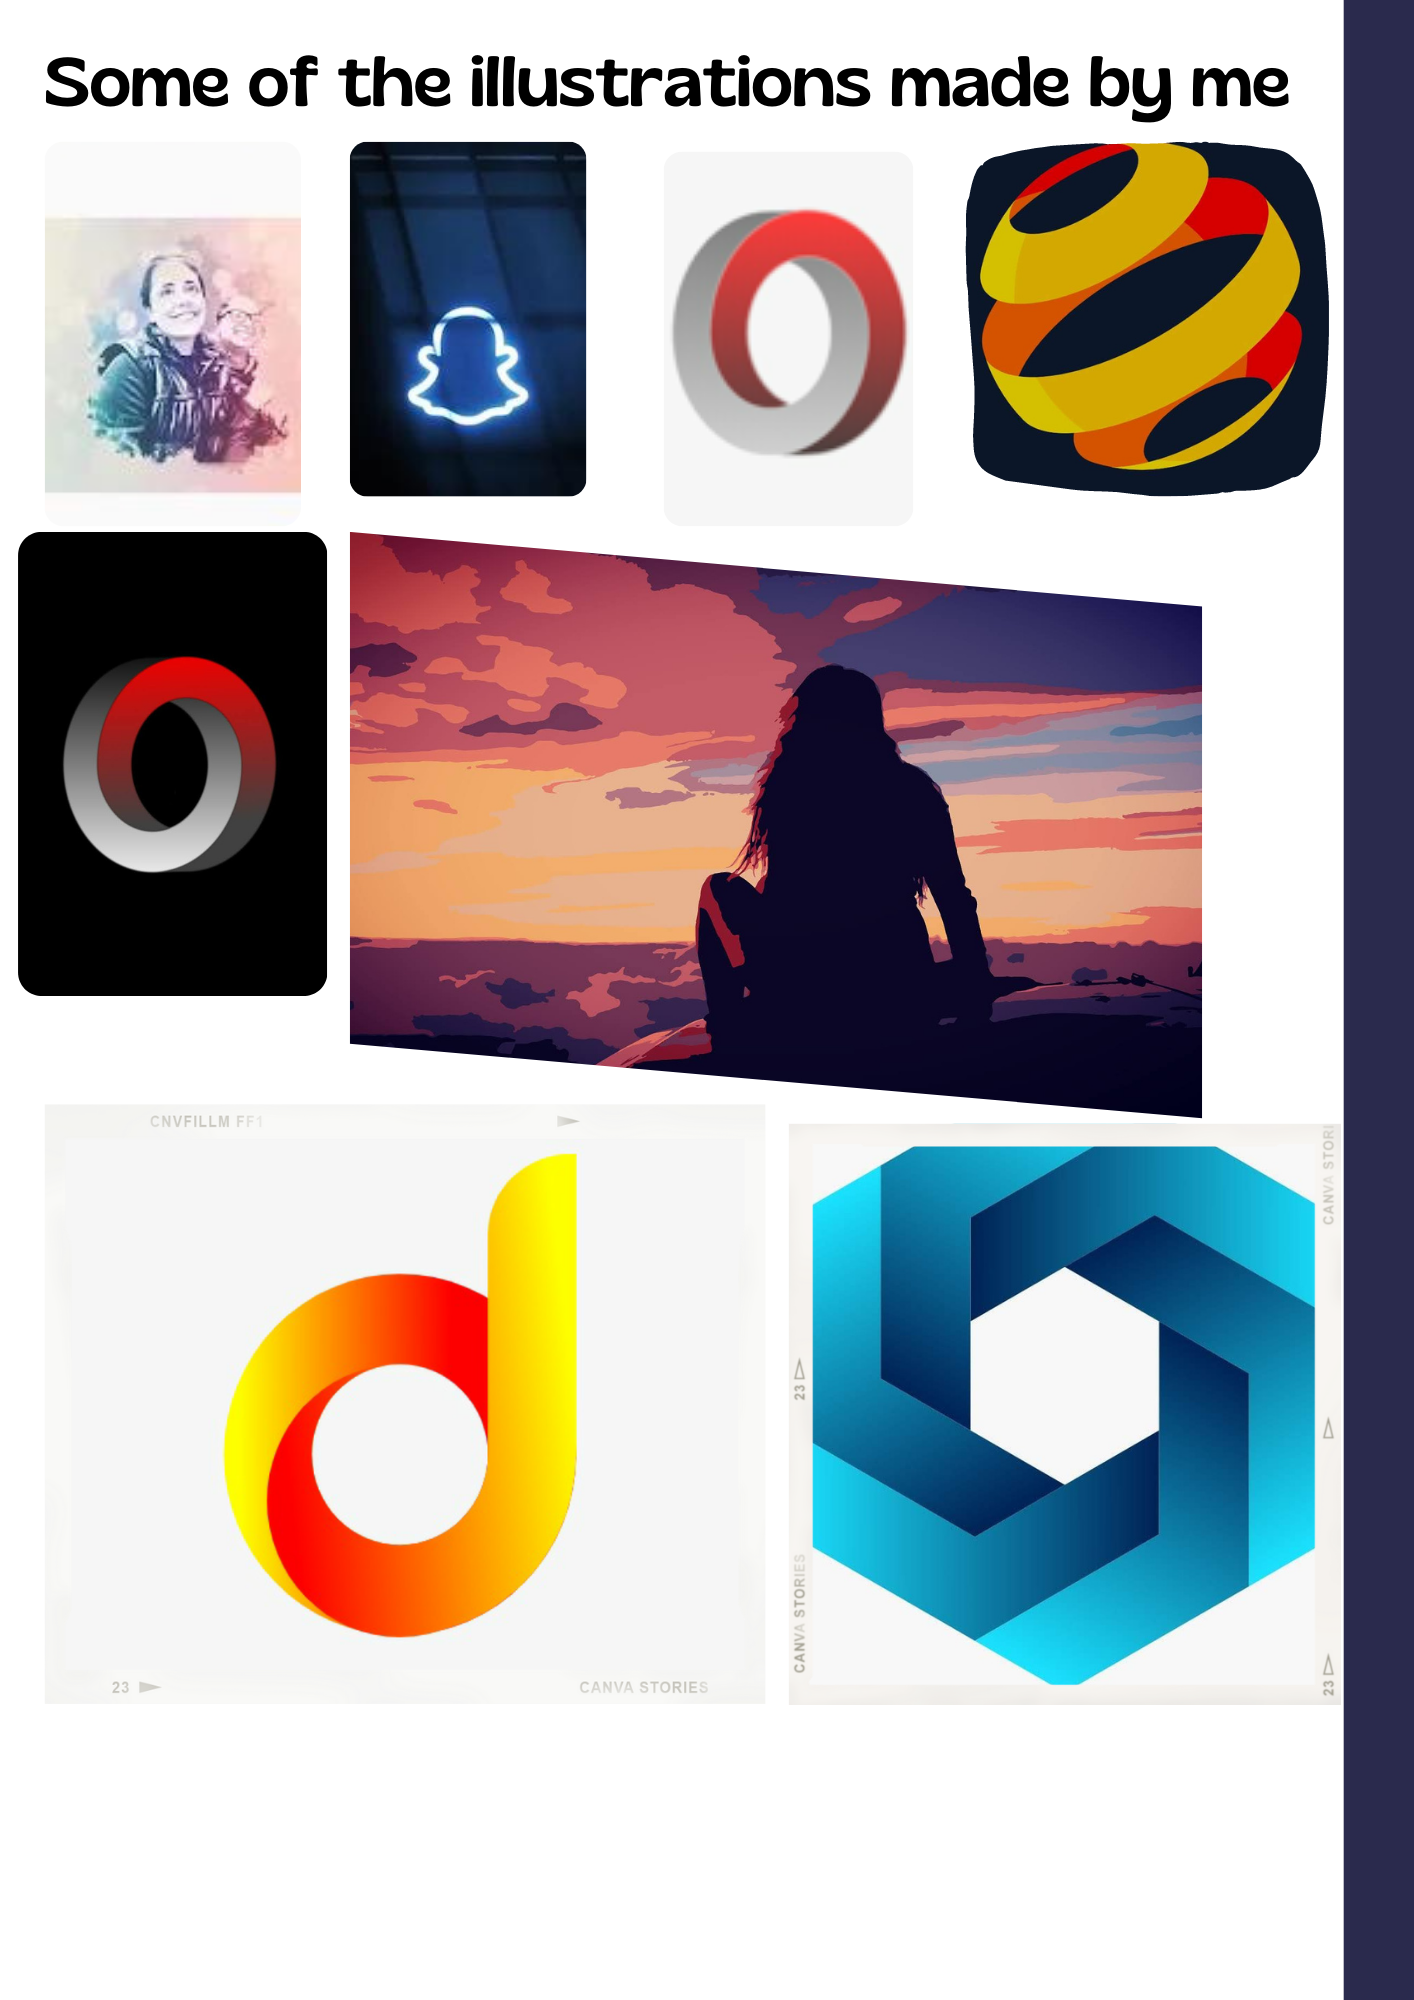 Some of the illustrations made by me
CNVFILLM FF1
23
CANVA STORIES
CANVA STORI
23
CANVA STORIES
23